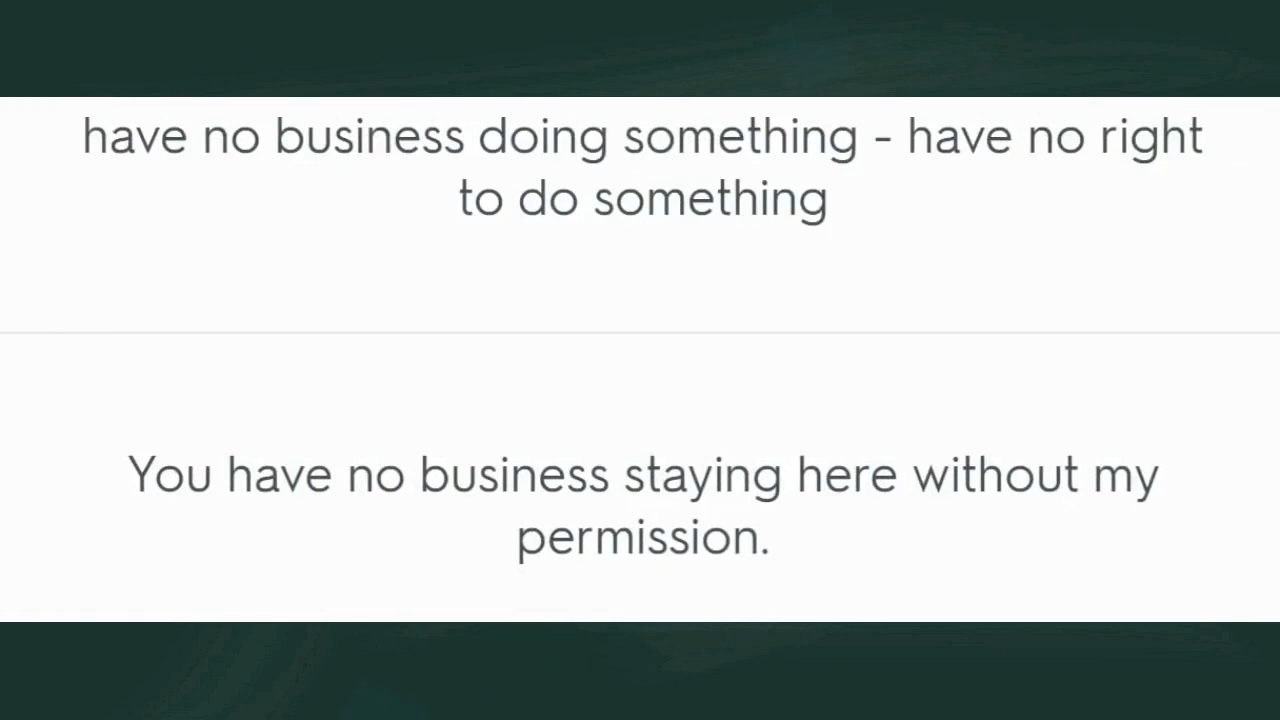 have no business doing something - have no right
to do something
You have no business staying here without my
permission.